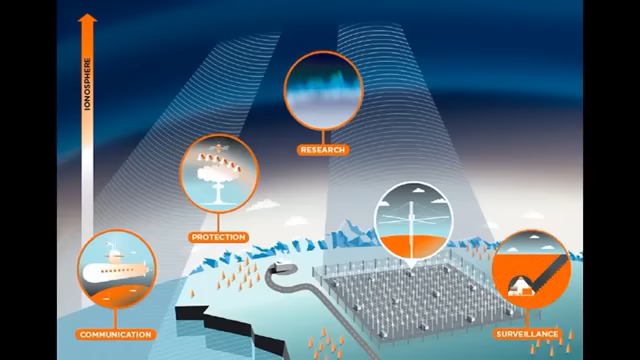 IONOSPHERE
RESEARCH
PROTECTION
COMMUNICATION
SURVEILLANCE